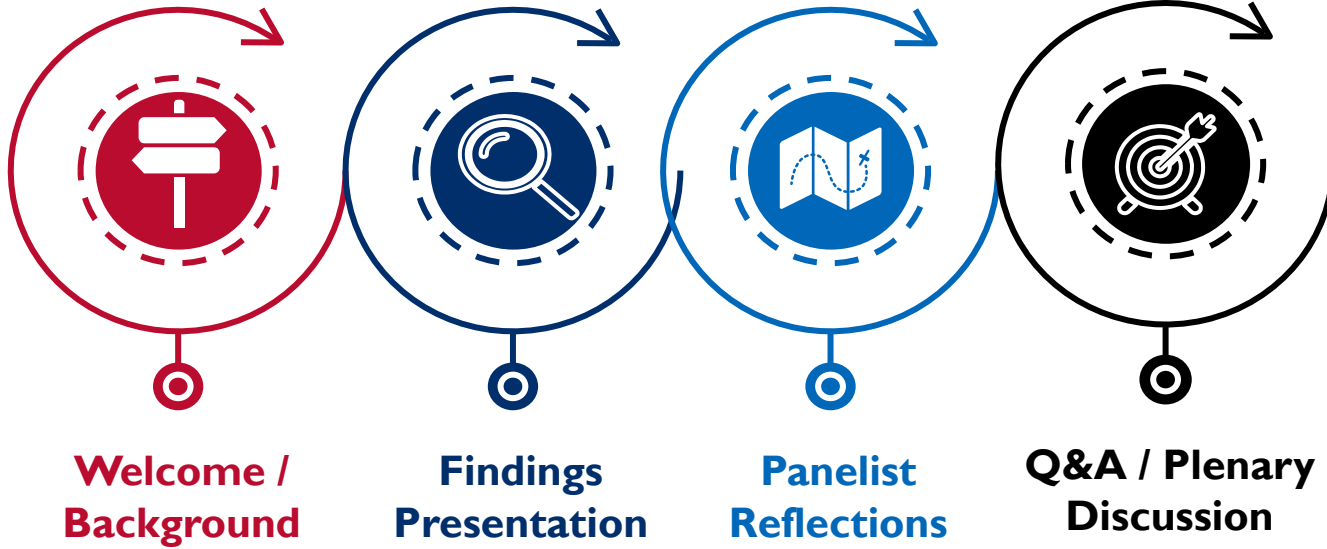 Welcome /
Background
Findings
Presentation
Panelist
Reflections
Q&A / Plenary
Discussion